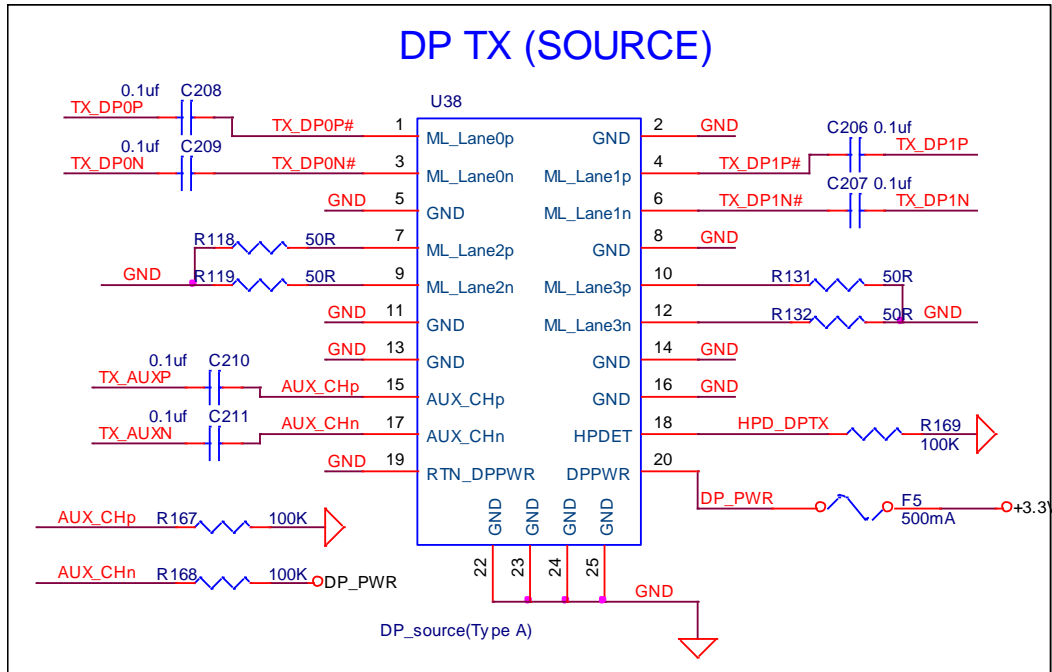 DP TX (SOURCE)
U38
0.1uf C208
TX_DP0P
TX_DP0P#
1
ML_Lane0p
GND
2
GND
C206 0.1uf
TX_DP1P
0.1uf C209
TX_DP0N
TX_DP0N#
3
ML_Lane0n
ML_Lane1p
4
TX_DP1P#
C207 0.1uf
GND
5
GND
ML_Lane1n
6
TX_DP1N#
TX_DP1N
R118 50R
7
ML_Lane2p
GND
8
GND
GND
R119 50R
9
ML_Lane2n
ML_Lane3p
10
R131 50R
GND
11
GND
ML_Lane3n
12
R132 50R
GND
GND
13
GND
GND
14
GND
0.1uf C210
TX_AUXP
AUX_CHp
15
AUX_CHp
GND
16
GND
0.1uf C211
TX_AUXN
AUX_CHn
17
AUX_CHn
HPDET
18
HPD_DPTX
R169
100K
GND
19
RTN_DPPWR
DPPWR
20
DP_PWR
F5
500mA
+3.3V
AUX_CHp
R167 100K
AUX_CHn
R168 100K
DP_PWR
GND
GND
GND
GND
22
23
24
25
GND
DP_source(Type A)